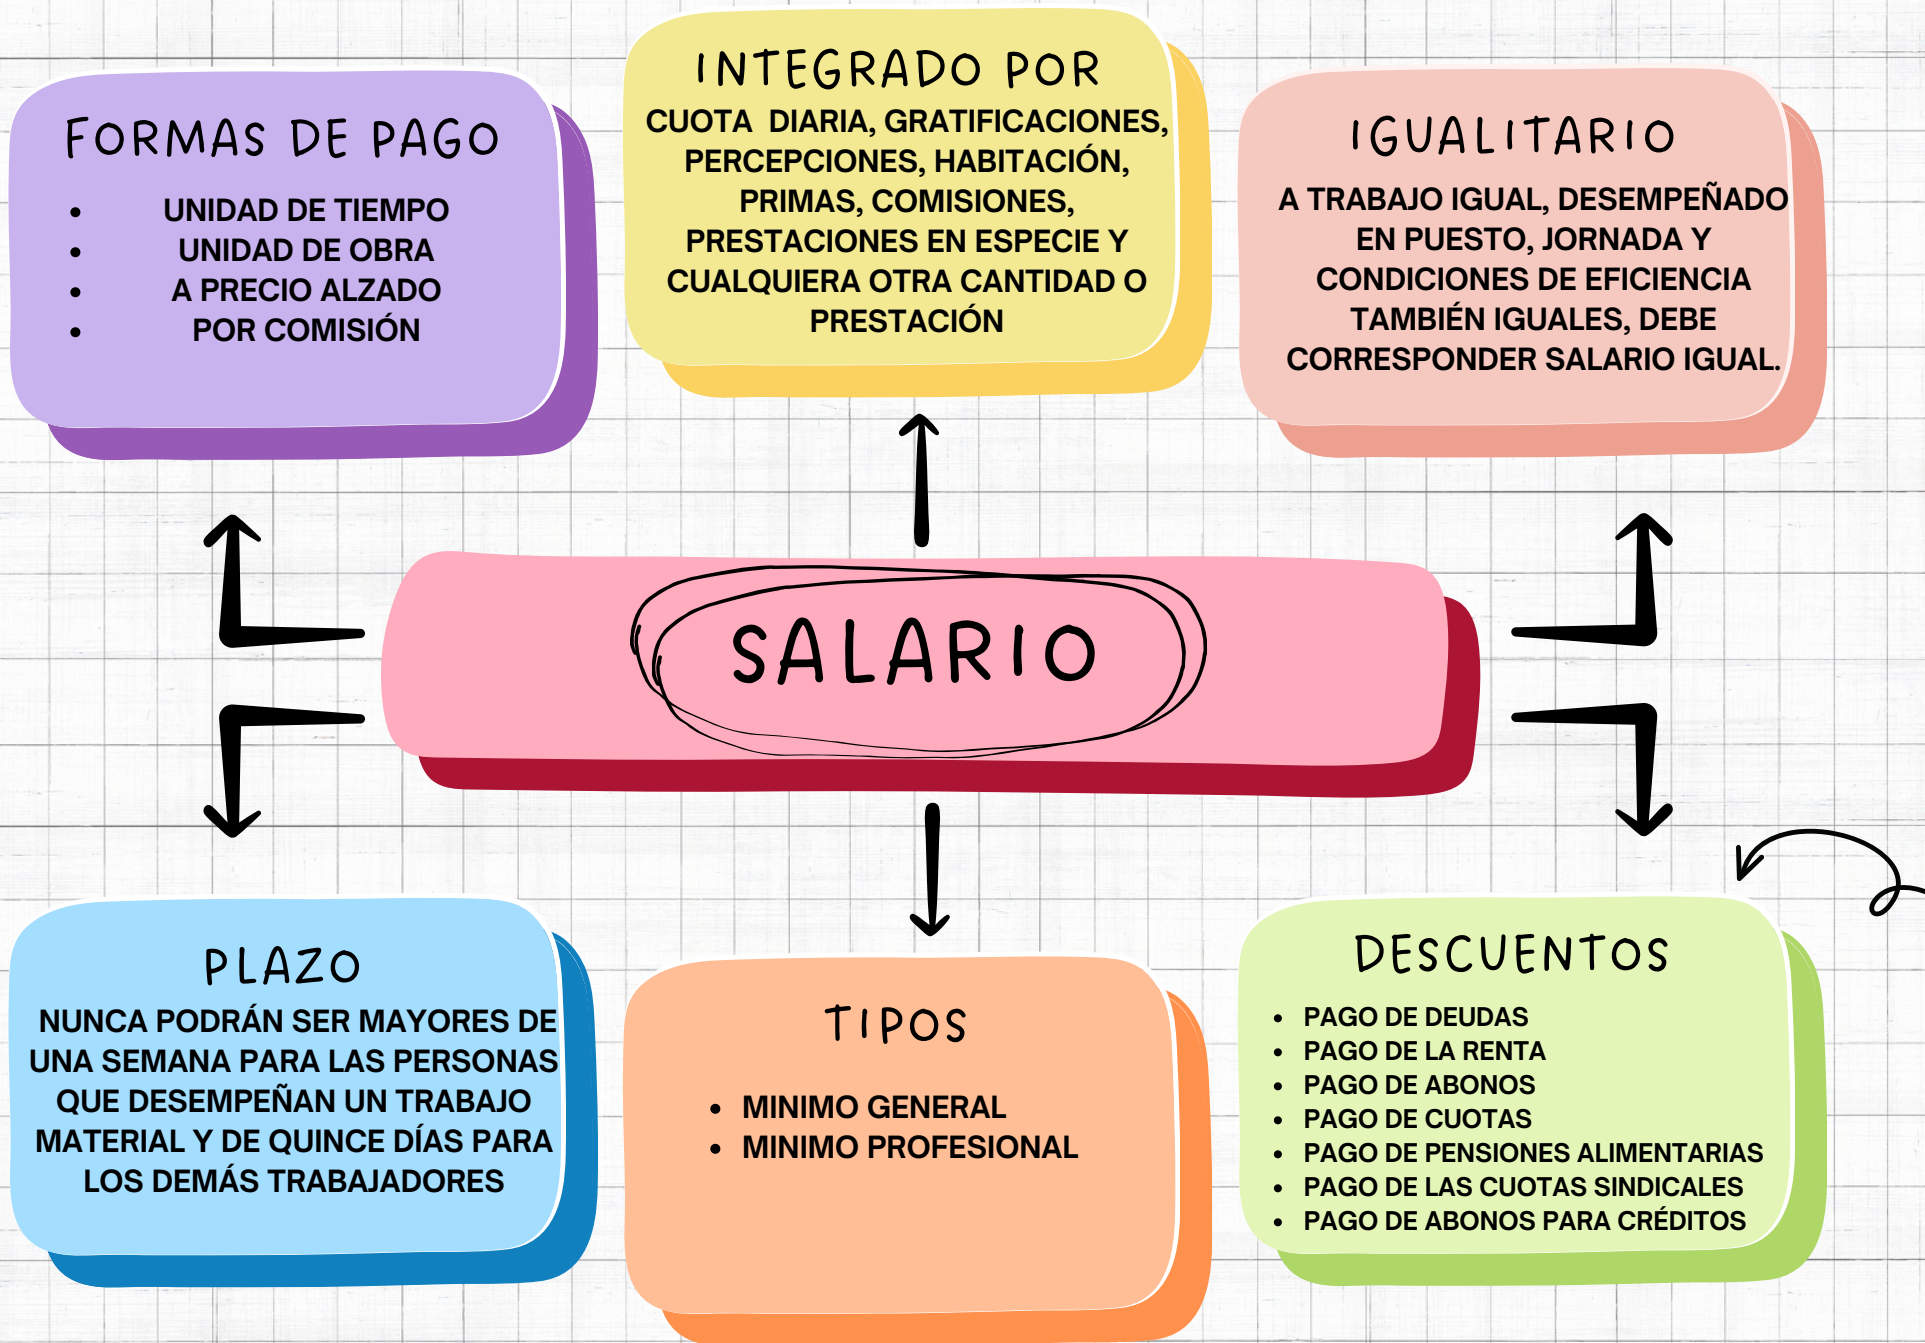 FORMAS DE PAGO
• UNIDAD DE TIEMPO
• UNIDAD DE OBRA
• A PRECIO ALZADO
• POR COMISIÓN
INTEGRADO POR
CUOTA DIARIA, GRATIFICACIONES,
PERCEPCIONES, HABITACIÓN,
PRIMAS, COMISIONES,
PRESTACIONES EN ESPECIE Y
CUALQUIERA OTRA CANTIDAD O
PRESTACIÓN
IGUALITARIO
A TRABAJO IGUAL, DESEMPEÑADO
EN PUESTO, JORNADA Y
CONDICIONES DE EFICIENCIA
TAMBIÉN IGUALES, DEBE
CORRESPONDER SALARIO IGUAL.
SALARIO
PLAZO
NUNCA PODRÁN SER MAYORES DE
UNA SEMANA PARA LAS PERSONAS
QUE DESEMPEÑAN UN TRABAJO
MATERIAL Y DE QUINCE DÍAS PARA
LOS DEMÁS TRABAJADORES
TIPOS
• MINIMO GENERAL
• MINIMO PROFESIONAL
DESCUENTOS
• PAGO DE DEUDAS
• PAGO DE LA RENTA
• PAGO DE ABONOS
• PAGO DE CUOTAS
• PAGO DE PENSIONES ALIMENTARIAS
• PAGO DE LAS CUOTAS SINDICALES
• PAGO DE ABONOS PARA CRÉDITOS